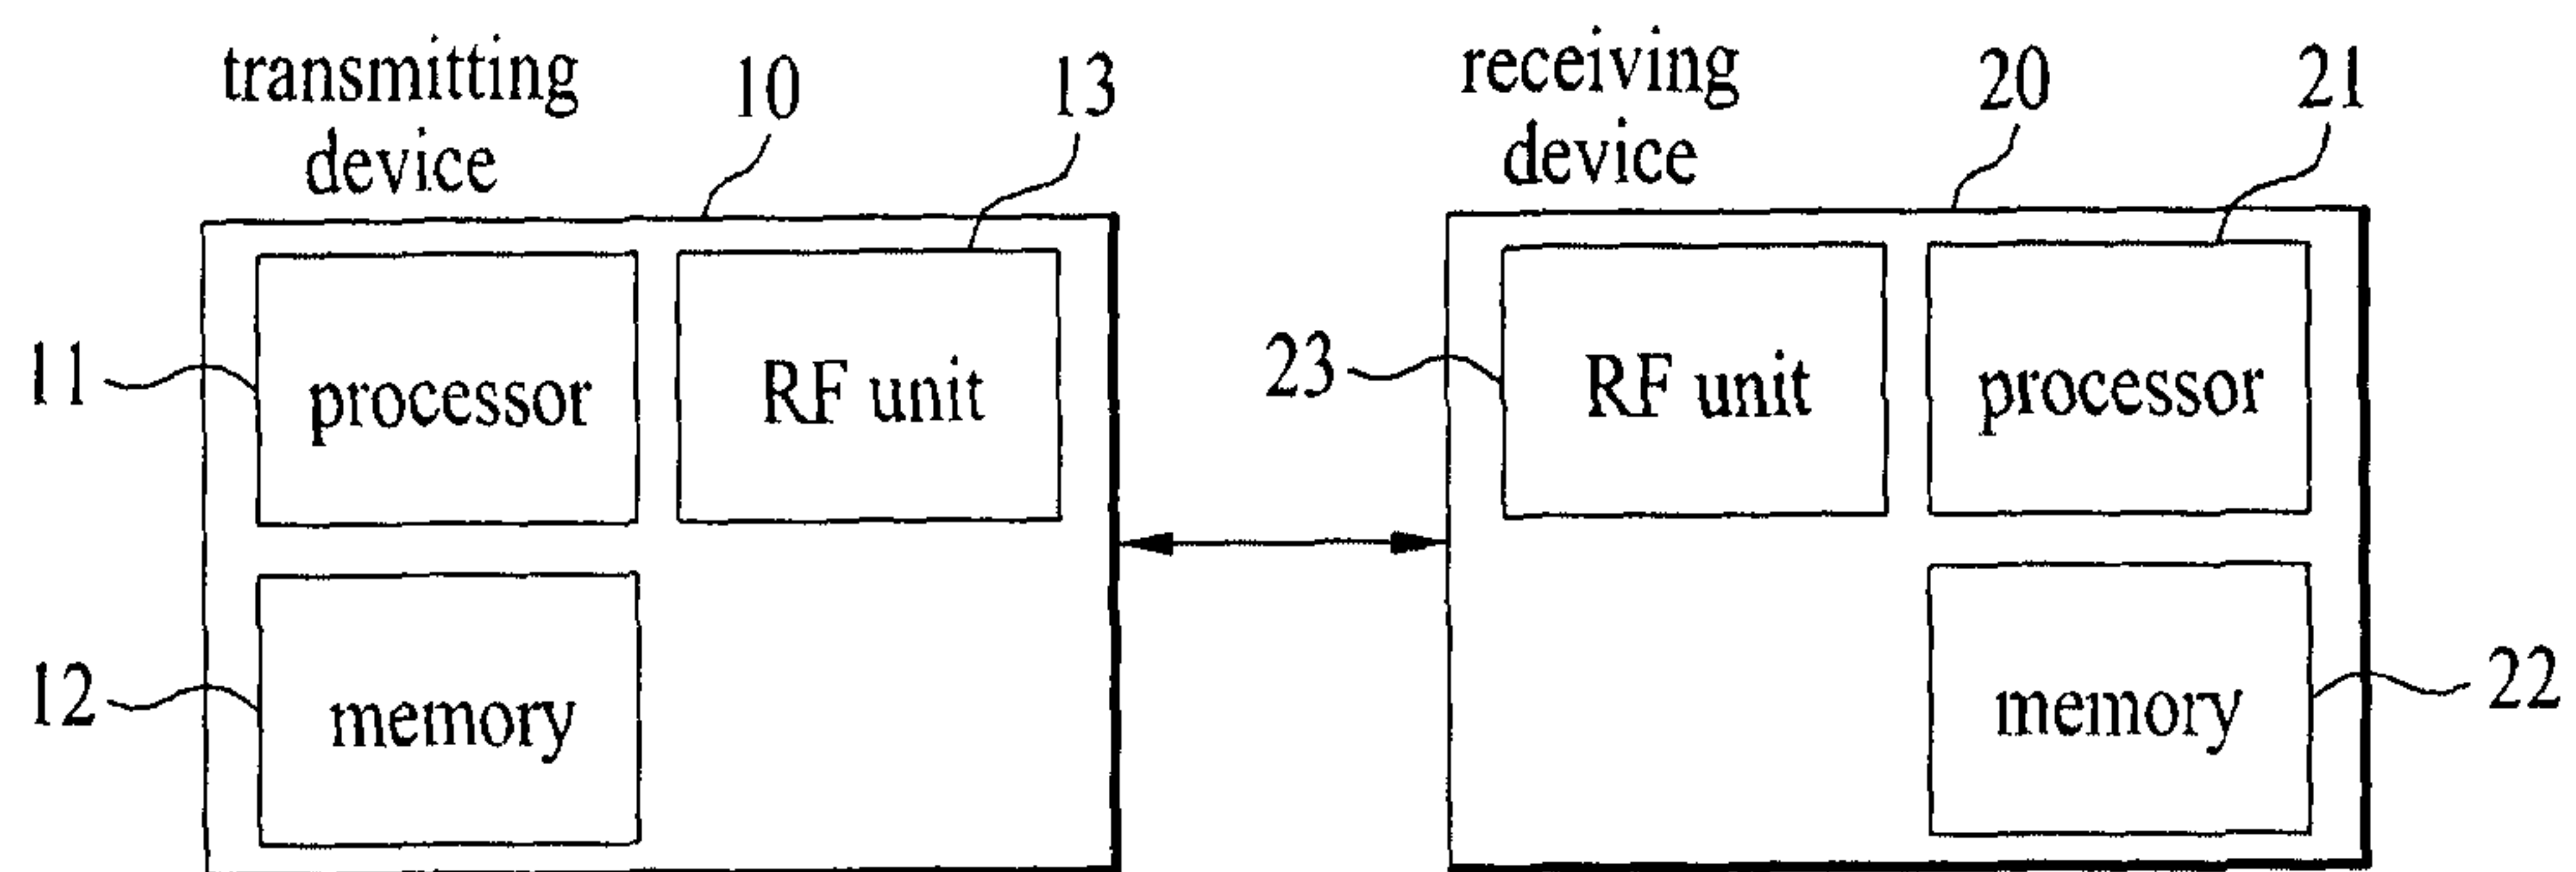 transmitting
device
10
13
receiving
device
20
21
11
processor
RF unit
23
RF unit
processor
12
memory
memory
22